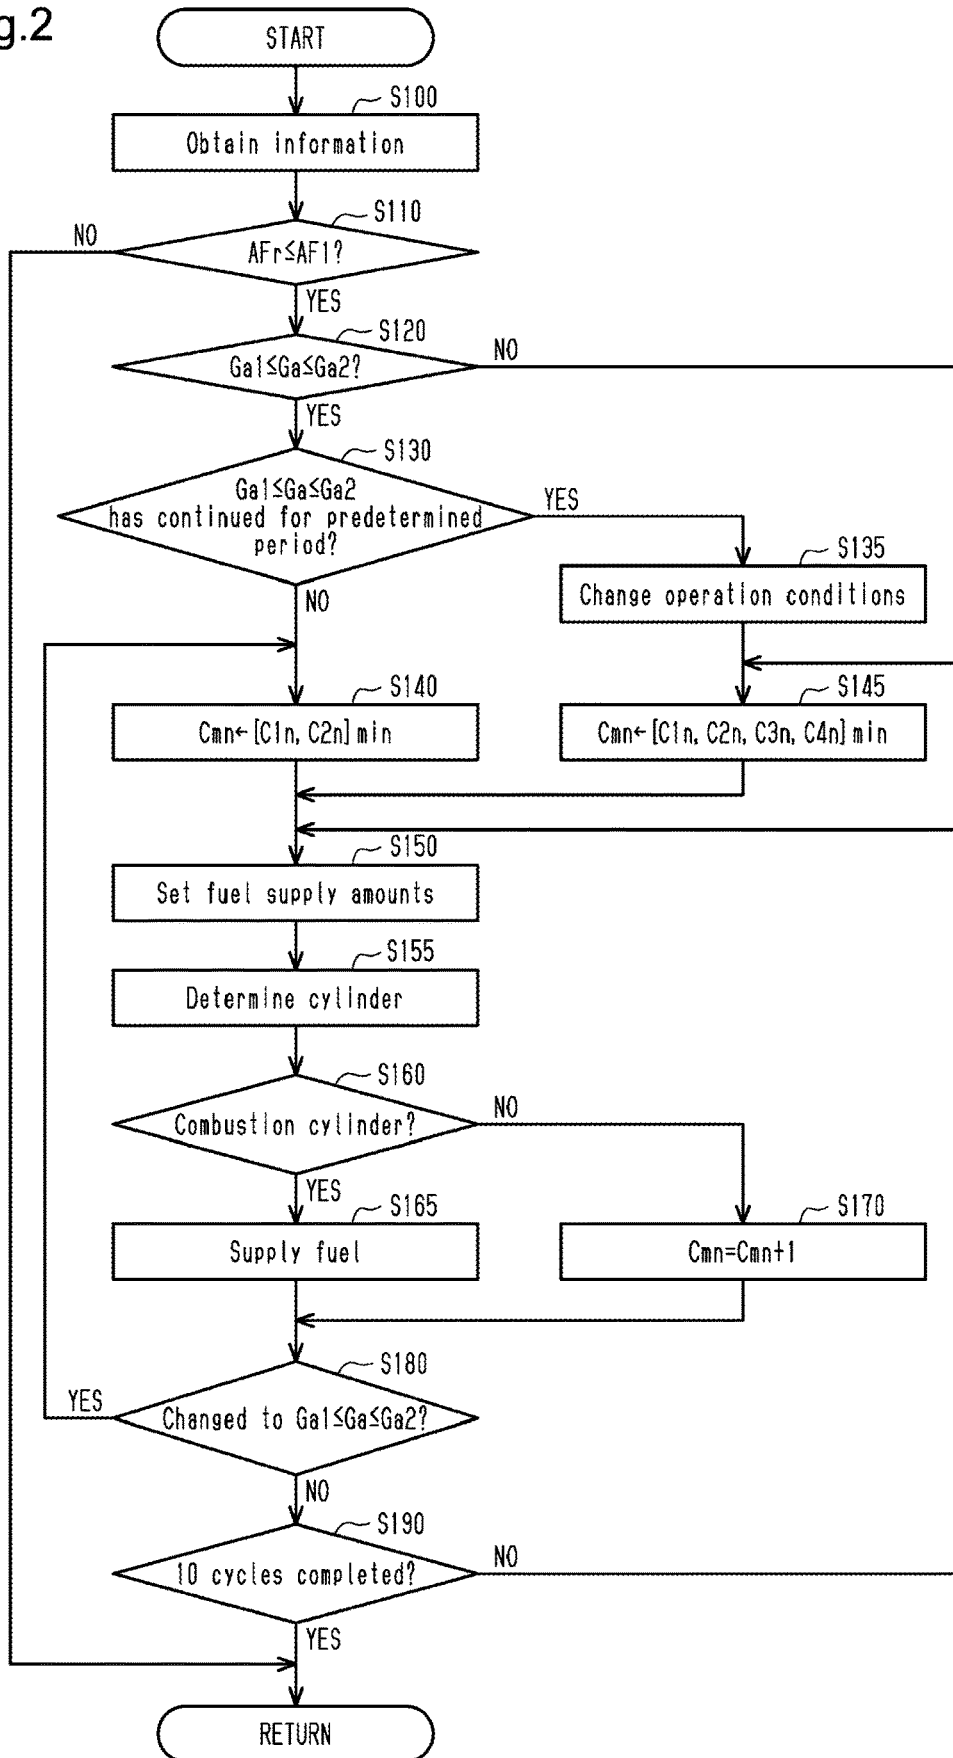 g.2
START
S100
Obtain information
S110
NO
AFr≤AF1?
YES
S120
NO
Ga1≤Ga≤Ga2?
YES
S130
Ga1≤Ga≤Ga2
has continued for predetermined
period?
YES
NO
S135
Change operation conditions
S140
Cmn←[C1n, C2n]min
S145
Cmn←[C1n, C2n, C3n, C4n]min
S150
Set fuel supply amounts
S155
Determine cylinder
S160
Combustion cylinder?
NO
YES
S165
Supply fuel
S170
Cmn=Cmn+1
S180
YES
Changed to Ga1≤Ga≤Ga2?
NO
S190
10 cycles completed?
NO
YES
RETURN